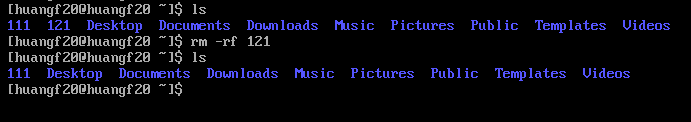 [huangf20@huangf20 ~]$ ls
111  121  Desktop  Documents  Downloads  Music  Pictures  Public  Templates  Videos
[huangf20@huangf20 ~]$ rm -rf 121
[huangf20@huangf20 ~]$ ls
111  Desktop  Documents  Downloads  Music  Pictures  Public  Templates  Videos
[huangf20@huangf20 ~]$